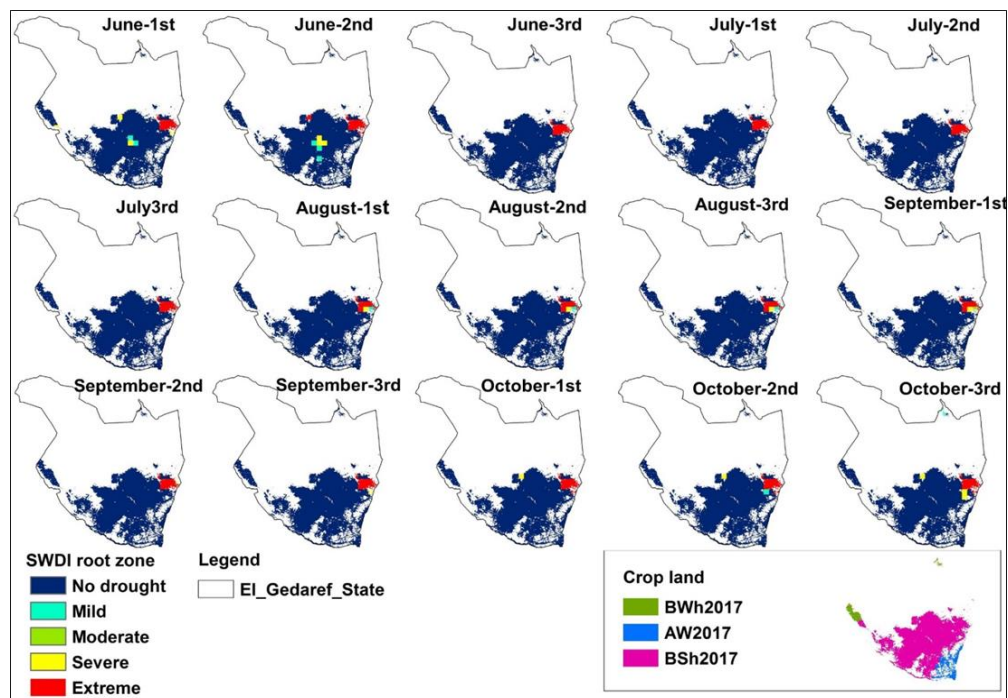 June-1st
June-2nd
June-3rd
July-1st
July-2nd
July3rd
August-1st
August-2nd
August-3rd
September-1st
September-2nd
September-3rd
October-1st
October-2nd
October-3rd
SWDI root zone
No drought
Mild
Moderate
Severe
Extreme
Legend
El_Gedaref_State
Crop land
BWh2017
AW2017
BSh2017